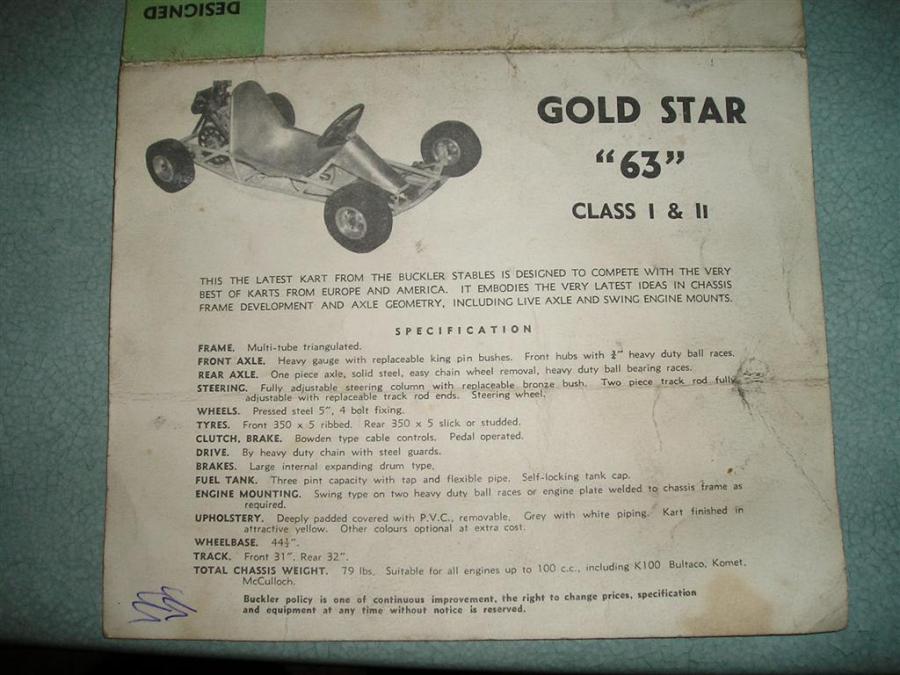 DESIGNED
GOLD STAR
"63"
CLASS I & II
THIS THE LATEST KART FROM THE BUCKLER STABLES IS DESIGNED TO COMPETE WITH THE VERY
BEST OF KARTS FROM EUROPE AND AMERICA. IT EMBODIES THE VERY LATEST IDEAS IN CHASSIS
FRAME DEVELOPMENT AND AXLE GEOMETRY, INCLUDING LIVE AXLE AND SWING ENGINE MOUNTS.
SPECIFICATION
FRAME. Multi-tube triangulated.
FRONT AXLE. Heavy gauge with replaceable king pin bushes. Front hubs with heavy duty ball races.
REAR AXLE. One piece axle, solid steel, easy chain wheel removal, heavy duty ball bearing races.
STEERING. Fully adjustable steering column with replaceable bronze bush. Two piece track rod fully
adjustable with replaceable track rod ends. Steering wheel.
WHEELS. Pressed steel 5", 4 bolt fixing.
TYRES. Front 350 x 5 ribbed. Rear 350 x 5 slick or studded.
CLUTCH, BRAKE. Bowden type cable controls. Pedal operated.
DRIVE. By heavy duty chain with steel guards.
BRAKES. Large internal expanding drum type.
FUEL TANK. Three pint capacity with tap and flexible pipe. Self-locking tank cap.
ENGINE MOUNTING. Swing type on two heavy duty ball races or engine plate welded to chassis frame as
required.
UPHOLSTERY. Deeply padded covered with P.V.C., removable. Grey with white piping. Kart finished in
attractive yellow. Other colours optional at extra cost.
WHEELBASE.
TRACK. Front 31". Rear 32".
TOTAL CHASSIS WEIGHT. 79 lbs. Suitable for all engines up to 100 c.c., including K100 Bultaco, Komet,
McCulloch.
Buckler policy is one of continuous improvement, the right to change prices, specification
and equipment at any time without notice is reserved.